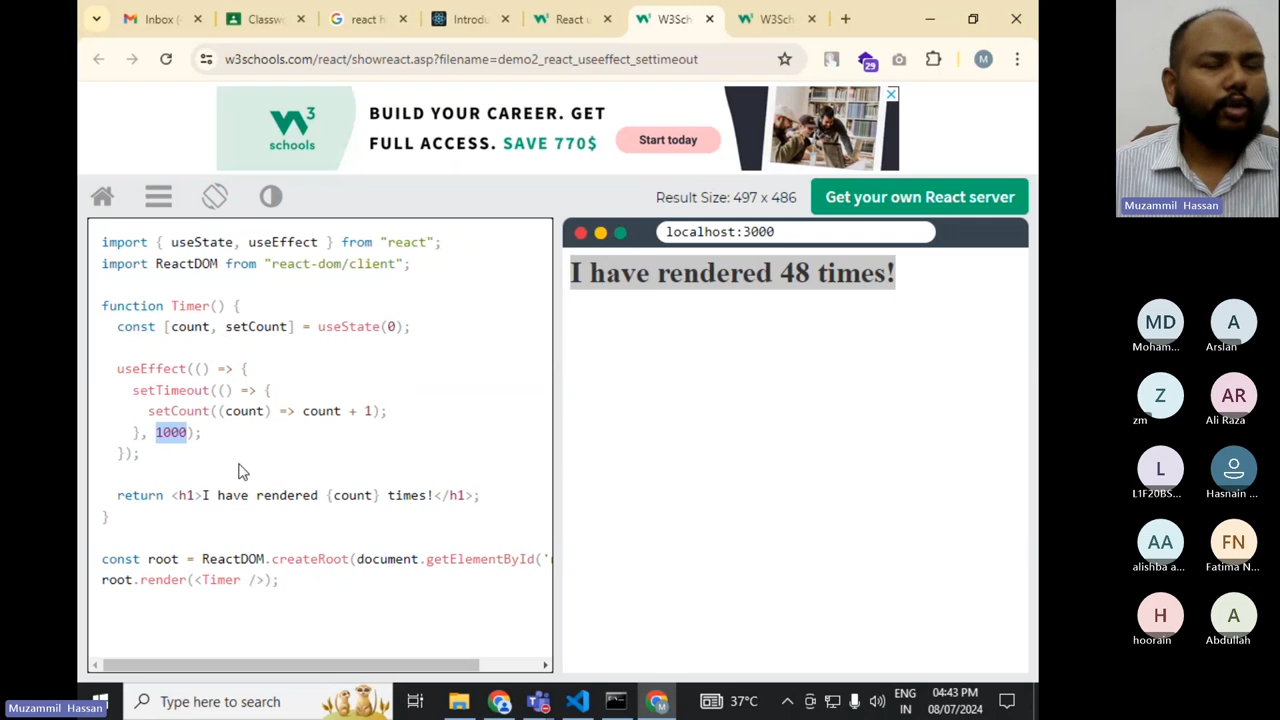 Inbox (
Classw
react h
Introdu
React u
W3Sch
W3Sch
w3schools.com/react/showreact.asp?filename=demo2_react_useeffect_settimeout
29
M
W3
schools
BUILD YOUR CAREER. GET
FULL ACCESS. SAVE 770$
Start today
Result Size: 497 x 486
Get your own React server
import { useState, useEffect } from "react";
import ReactDOM from "react-dom/client";
function Timer() {
const [count, setCount] = useState(0);
useEffect(() => {
setTimeout(() => {
setCount((count) => count + 1);
}, 1000);
});
return <h1>I have rendered {count} times!</h1>;
}
const root = ReactDOM.createRoot(document.getElementById('r
root.render(<Timer />);
localhost:3000
I have rendered 48 times!
Muzammil Hassan
MD
Moham...
A
Arslan
Z
zm
AR
Ali Raza
L
L1F20BS...
Hasnain ...
AA
alishba a...
FN
Fatima N...
H
hoorain
A
Abdullah
Muzammil Hassan
Type here to search
37°C
ENG
IN
04:43 PM
08/07/2024